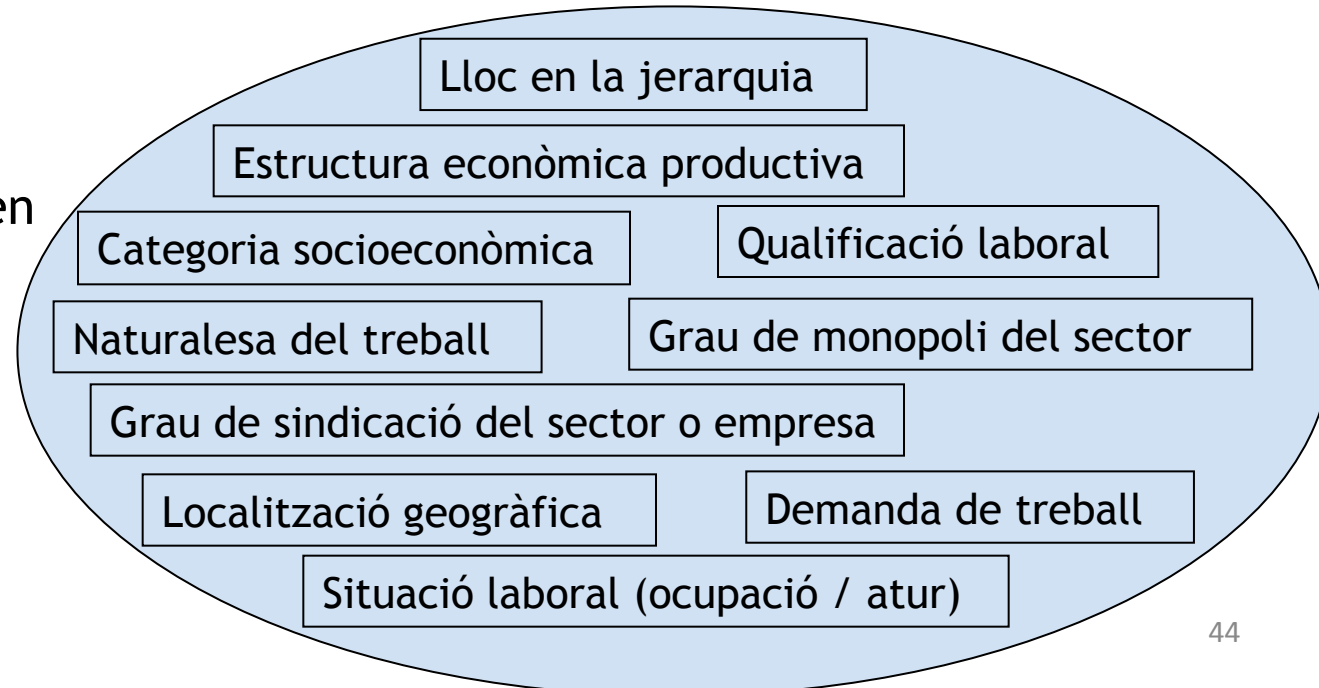 Lloc en la jerarquia
Estructura econòmica productiva
en
Categoria socioeconòmica
Qualificació laboral
Naturalesa del treball
Grau de monopoli del sector
Grau de sindicació del sector o empresa
Localització geogràfica
Demanda de treball
Situació laboral (ocupació / atur)
44